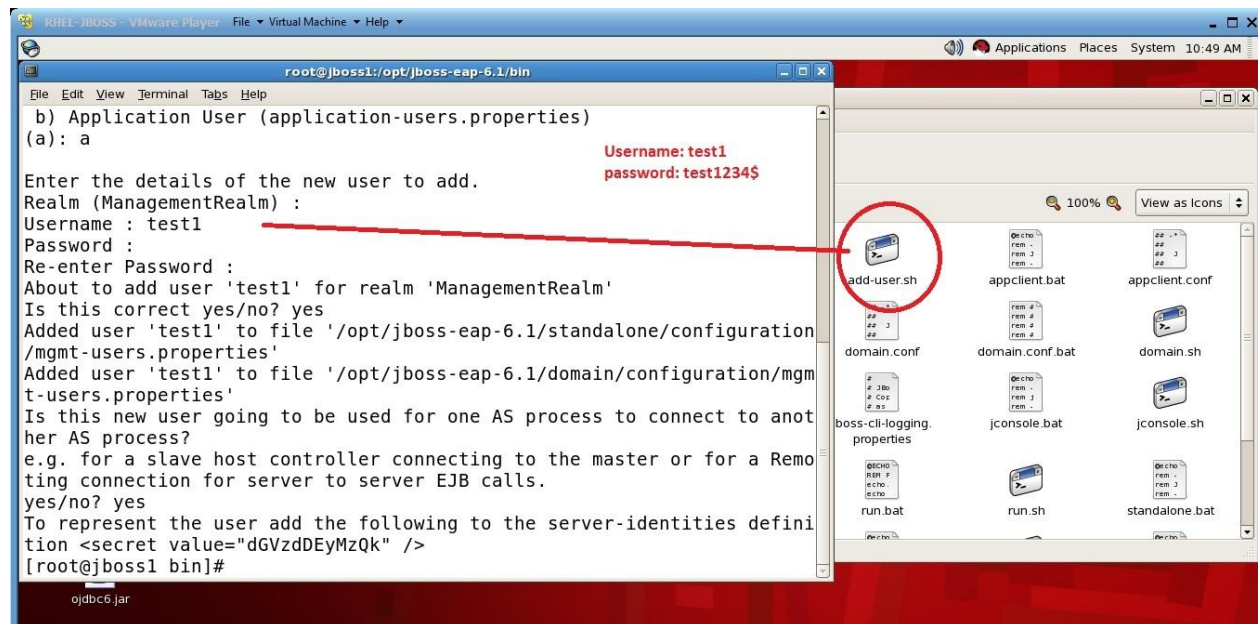 RHEL-JBOSS - VMware Player File Virtual Machine Help
Applications Places System 10:49 AM
root@jboss1:/opt/jboss-eap-6.1/bin
File Edit View Terminal Tabs Help
b) Application User (application-users.properties)
(a): a
Enter the details of the new user to add.
Realm (ManagementRealm) :
Username : test1
Password :
Re-enter Password :
About to add user 'test1' for realm 'ManagementRealm'
Is this correct yes/no? yes
Added user 'test1' to file '/opt/jboss-eap-6.1/standalone/configuration
/mgmt-users.properties'
Added user 'test1' to file '/opt/jboss-eap-6.1/domain/configuration/mgm
t-users.properties'
Is this new user going to be used for one AS process to connect to anot
her AS process?
e.g. for a slave host controller connecting to the master or for a Remo
ting connection for server to server EJB calls.
yes/no? yes
To represent the user add the following to the server-identities defini
tion <secret value="dGVzdDEyMzQk" />
[root@jboss1 bin]#
Username: test1
password: test1234$
100% View as Icons
add-user.sh appclient.bat appclient.conf
domain.conf domain.conf.bat domain.sh
boss-cli-logging. jconsole.bat jconsole.sh
properties
run.bat run.sh standalone.bat
ojdbc6.jar